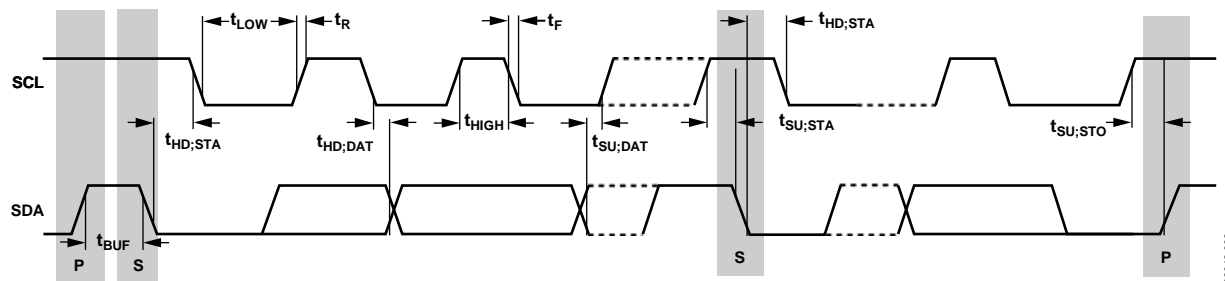 tLOW tR tF tHD;STA
SCL
tHD;STA tHD;DAT tHIGH tSU;DAT tSU;STA tSU;STO
SDA
tBUF
P S S P